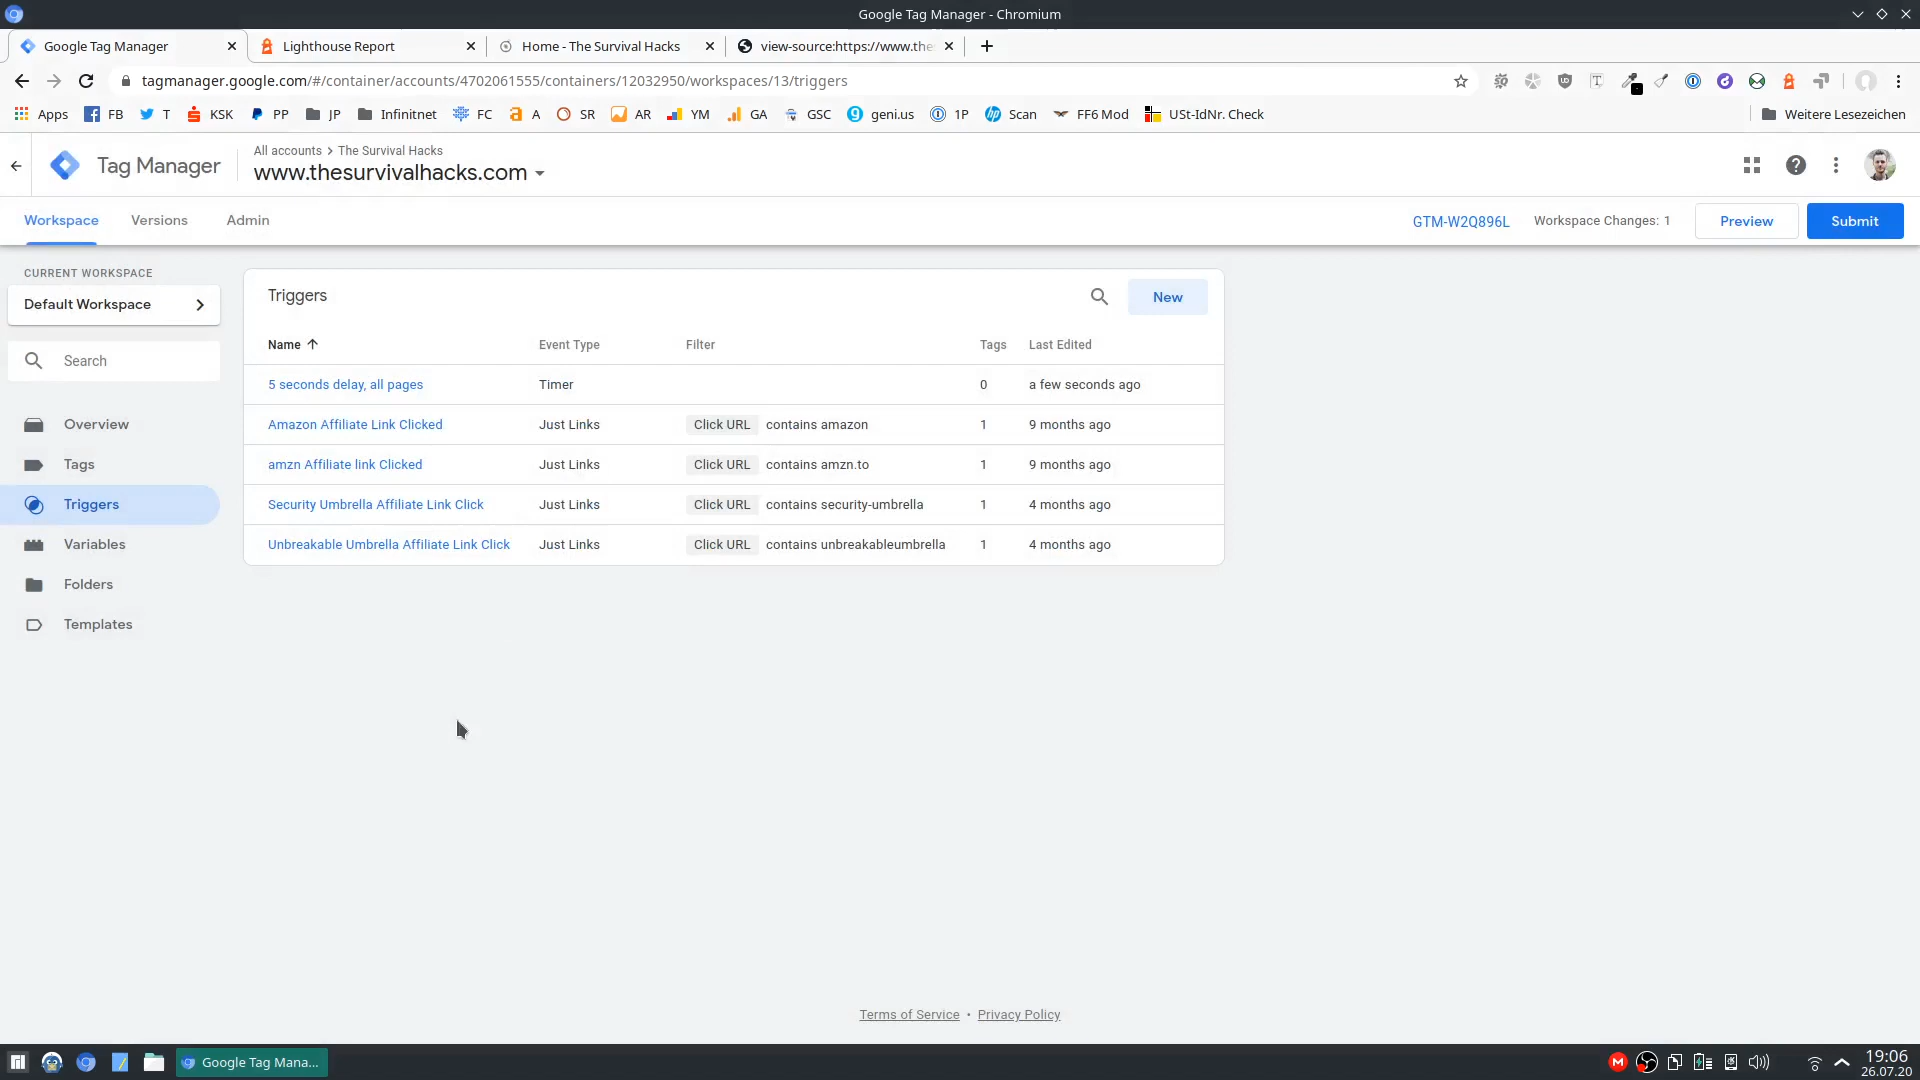 Google Tag Manager - Chromium
Google Tag Manager
Lighthouse Report
Home - The Survival Hacks
view-source:https://www.the
tagmanager.google.com/#/container/accounts/4702061555/containers/12032950/workspaces/13/triggers
Apps FB T KSK PP JP Infinitnet FC A SR AR YM GA GSC geni.us 1P Scan FF6 Mod USt-IdNr. Check Weitere Lesezeichen
Tag Manager
All accounts > The Survival Hacks
www.thesurvivalhacks.com
Workspace Versions Admin
GTM-W2Q896L Workspace Changes: 1 Preview Submit
CURRENT WORKSPACE
Default Workspace
Search
Overview
Tags
Triggers
Variables
Folders
Templates
Triggers New
Name Event Type Filter Tags Last Edited
5 seconds delay, all pages Timer 0 a few seconds ago
Amazon Affiliate Link Clicked Just Links Click URL contains amazon 1 9 months ago
amzn Affiliate link Clicked Just Links Click URL contains amzn.to 1 9 months ago
Security Umbrella Affiliate Link Click Just Links Click URL contains security-umbrella 1 4 months ago
Unbreakable Umbrella Affiliate Link Click Just Links Click URL contains unbreakableumbrella 1 4 months ago
Terms of Service • Privacy Policy
Google Tag Mana...
19:06
26.07.20